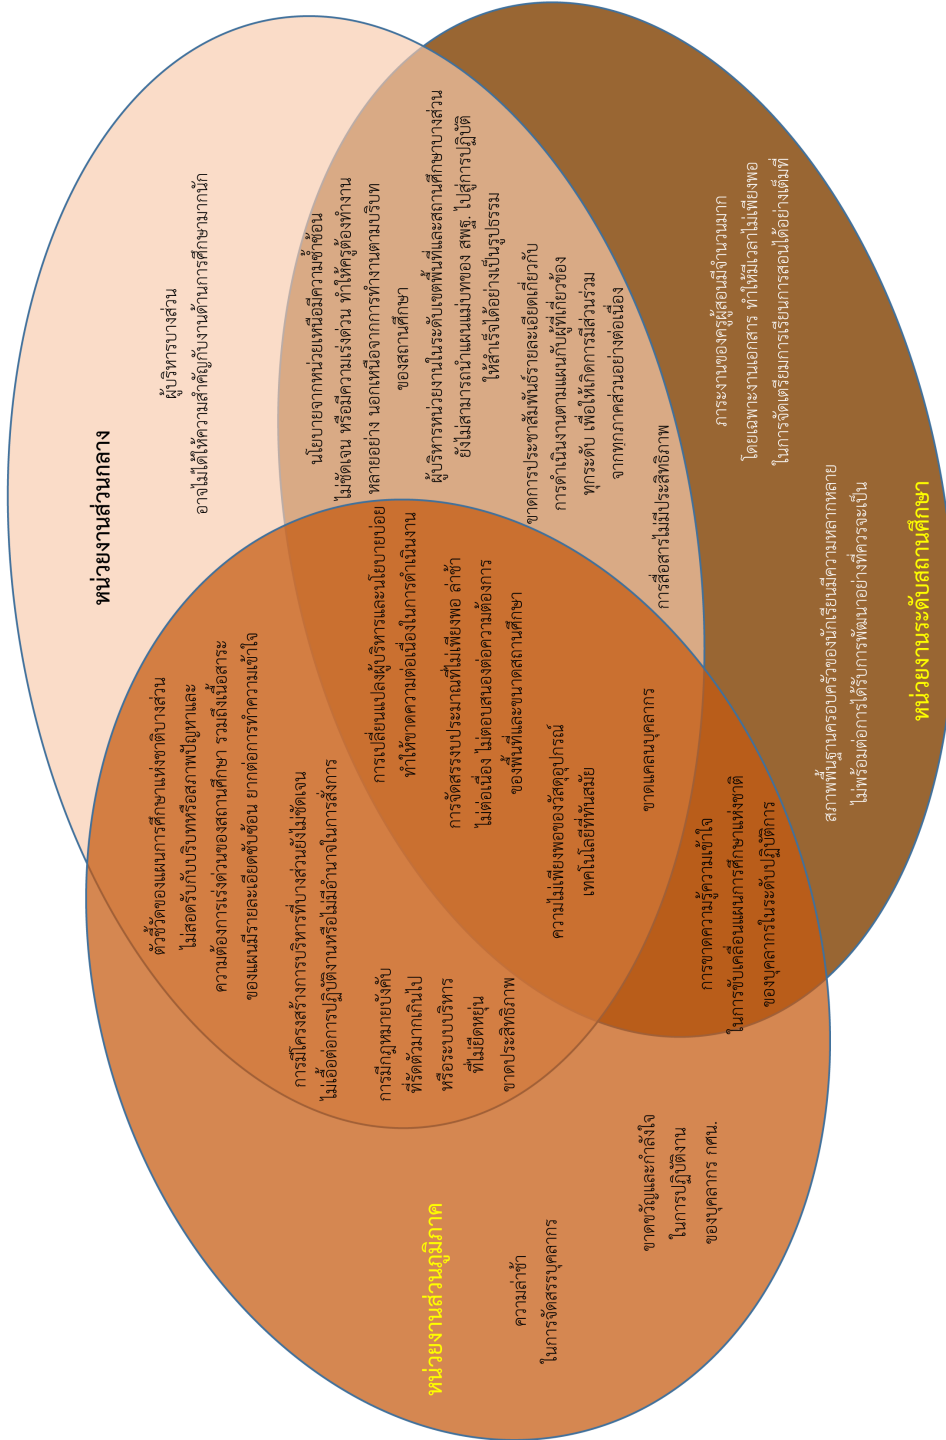 หน่วยงานส่วนกลาง
ผู้บริหารบางส่วน
อาจไม่ได้ให้ความสำคัญกับงานด้านการศึกษามากนัก
ตัวชี้วัดของแผนการศึกษาแห่งชาติบางส่วน
ไม่สอดรับกับบริบทหรือสภาพปัญหาและ
ความต้องการเร่งด่วนของสถานศึกษา รวมถึงเนื้อสาระ
ของแผนมีรายละเอียดซับซ้อน ยากต่อการทำความเข้าใจ
การมีโครงสร้างการบริหารที่บางส่วนยังไม่ชัดเจน
ไม่เอื้อต่อการปฏิบัติงานหรือไม่มีอำนาจในการสั่งการ
การมีกฎหมายบังคับ
ที่รัดตัวมากเกินไป
หรือระบบบริหาร
ที่ไม่ยืดหยุ่น
ขาดประสิทธิภาพ
นโยบายจากหน่วยเหนือมีความซ้ำซ้อน
ไม่ชัดเจน หรือมีความเร่งด่วน ทำให้ครูต้องทำงาน
หลายอย่าง นอกเหนือจากการทำงานตามบริบท
ของสถานศึกษา
ผู้บริหารหน่วยงานในระดับเขตพื้นที่และสถานศึกษาบางส่วน
ยังไม่สามารถนำแผนแม่บทของ สพฐ. ไปสู่การปฏิบัติ
ให้สำเร็จได้อย่างเป็นรูปธรรม
ขาดการประชาสัมพันธ์รายละเอียดเกี่ยวกับ
การดำเนินงานตามแผนกับผู้ที่เกี่ยวข้อง
ทุกระดับ เพื่อให้เกิดการมีส่วนร่วม
จากทุกภาคส่วนอย่างต่อเนื่อง
การสื่อสารไม่มีประสิทธิภาพ
การเปลี่ยนแปลงผู้บริหารและนโยบายบ่อย
ทำให้ขาดความต่อเนื่องในการดำเนินงาน
การจัดสรรงบประมาณที่ไม่เพียงพอ ล่าช้า
ไม่ต่อเนื่อง ไม่ตอบสนองต่อความต้องการ
ของพื้นที่และขนาดสถานศึกษา
ความไม่เพียงพอของวัสดุอุปกรณ์
เทคโนโลยีที่ทันสมัย
ขาดแคลนบุคลากร
หน่วยงานส่วนภูมิภาค
ความล่าช้า
ในการจัดสรรบุคลากร
ขาดขวัญและกำลังใจ
ในการปฏิบัติงาน
ของบุคลากร กศน.
การขาดความรู้ความเข้าใจ
ในการขับเคลื่อนแผนการศึกษาแห่งชาติ
ของบุคลากรในระดับปฏิบัติการ
ภาระงานของครูผู้สอนมีจำนวนมาก
โดยเฉพาะงานเอกสาร ทำให้มีเวลาไม่เพียงพอ
ในการจัดเตรียมการเรียนการสอนได้อย่างเต็มที่
สภาพพื้นฐานครอบครัวของนักเรียนมีความหลากหลาย
ไม่พร้อมต่อการได้รับการพัฒนาอย่างที่ควรจะเป็น
หน่วยงานระดับสถานศึกษา